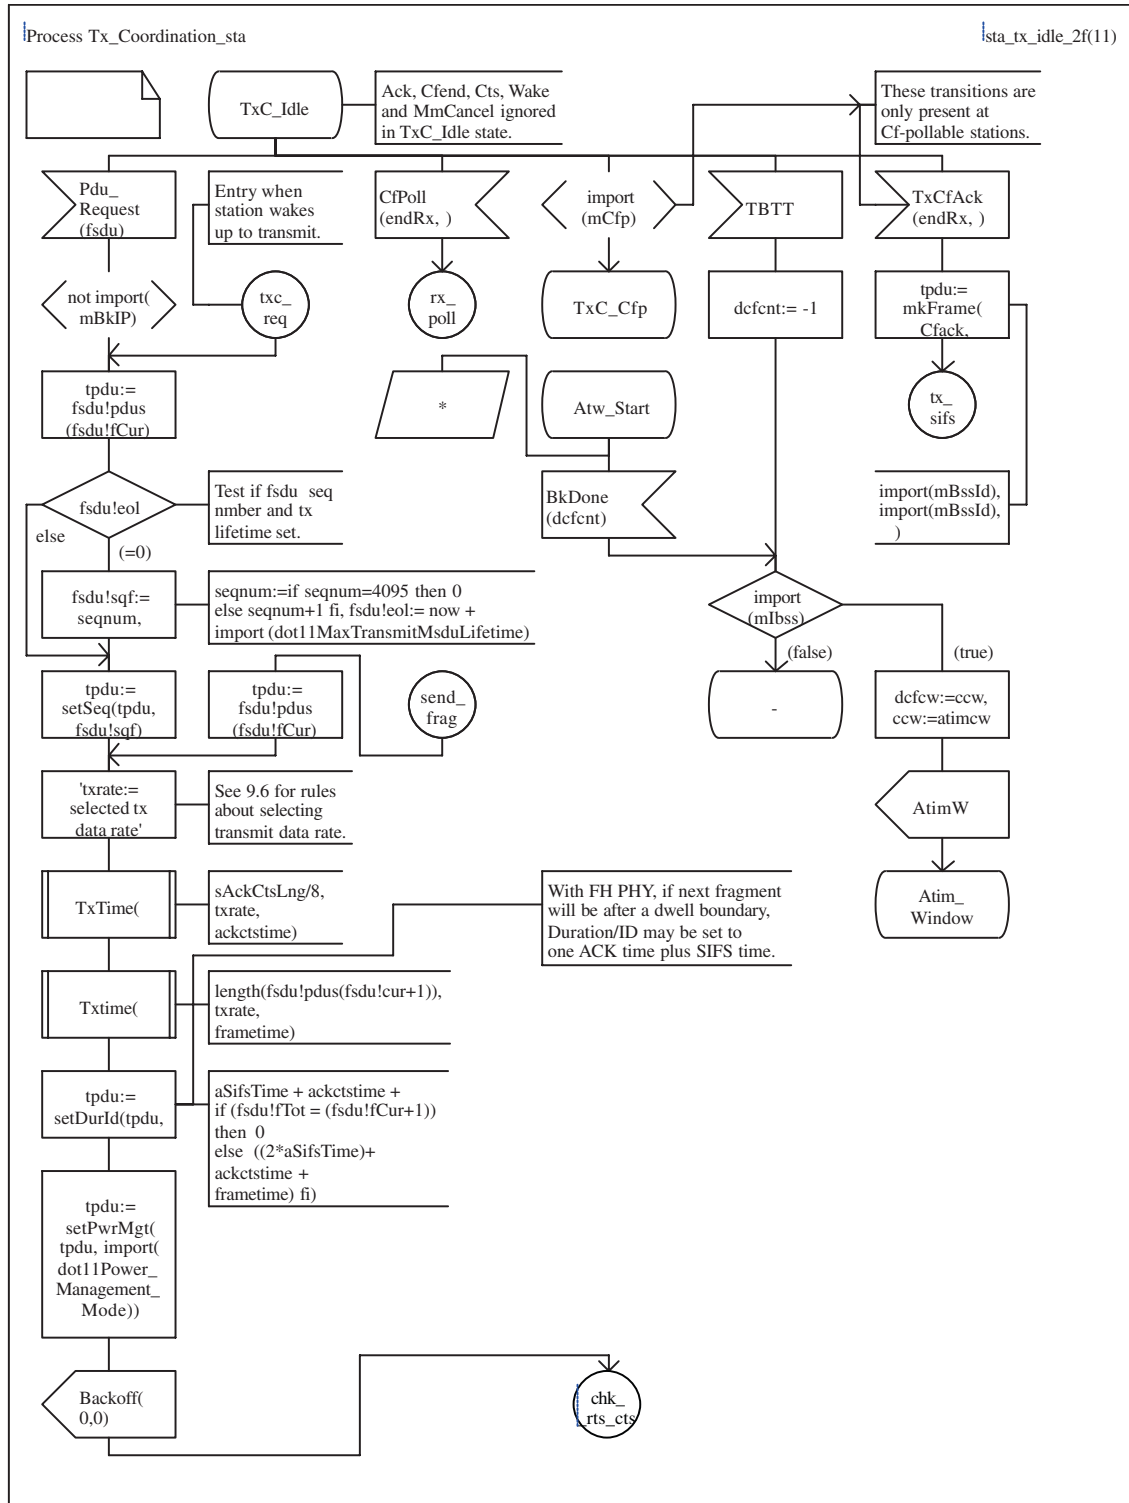 Process Tx_Coordination_sta
sta_tx_idle_2f(11)
TxC_Idle
Ack, Cfend, Cts, Wake
and MmCancel ignored
in TxC_Idle state.
These transitions are
only present at
Cf-pollable stations.
Pdu_
Request
(fsdu)
Entry when
station wakes
up to transmit.
CfPoll
(endRx, )
import
(mCfp)
TBTT
TxCfAck
(endRx, )
not import(
mBkIP)
txc_
req
rx_
poll
TxC_Cfp
dcfcnt:= -1
tpdu:=
mkFrame(
Cfack,
tpdu:=
fsdu!pdus
(fsdu!fCur)
*
Atw_Start
tx_
sifs
fsdu!eol
else
(=0)
Test if fsdu seq
nmber and tx
lifetime set.
BkDone
(dcfcnt)
import(mBssId),
import(mBssId),
)
fsdu!sqf:=
seqnum,
seqnum:=if seqnum=4095 then 0
else seqnum+1 fi, fsdu!eol:= now +
import (dot11MaxTransmitMsduLifetime)
import
(mIbss)
(false)
(true)
tpdu:=
setSeq(tpdu,
fsdu!sqf)
tpdu:=
fsdu!pdus
(fsdu!fCur)
send_
frag
-
dcfcw:=ccw,
ccw:=atimcw
'txrate:=
selected tx
data rate'
See 9.6 for rules
about selecting
transmit data rate.
AtimW
TxTime(
sAckCtsLng/8,
txrate,
ackctstime)
With FH PHY, if next fragment
will be after a dwell boundary,
Duration/ID may be set to
one ACK time plus SIFS time.
Atim_
Window
Txtime(
length(fsdu!pdus(fsdu!cur+1)),
txrate,
frametime)
tpdu:=
setDurId(tpdu,
aSifsTime + ackctstime +
if (fsdu!fTot = (fsdu!fCur+1))
then 0
else ((2*aSifsTime)+
ackctstime +
frametime) fi)
tpdu:=
setPwrMgt(
tpdu, import(
dot11Power_
Management_
Mode))
Backoff(
0,0)
chk_
_rts_cts